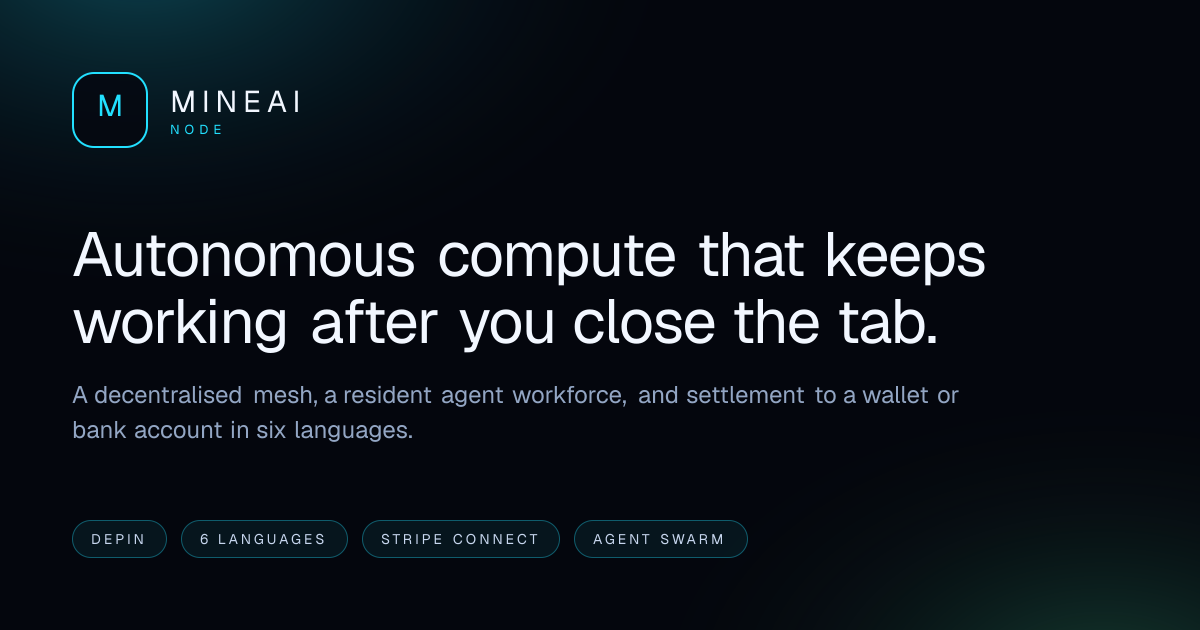 M
MINEAI
NODE
Autonomous compute that keeps
working after you close the tab.
A decentralised mesh, a resident agent workforce, and settlement to a wallet or
bank account in six languages.
DEPIN
6 LANGUAGES
STRIPE CONNECT
AGENT SWARM